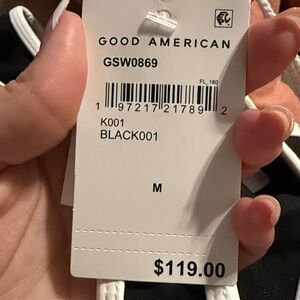 GOOD AMERICAN
GSW0869
FL_180
1 97217 21789 2
K001
BLACK001
M
$119.00